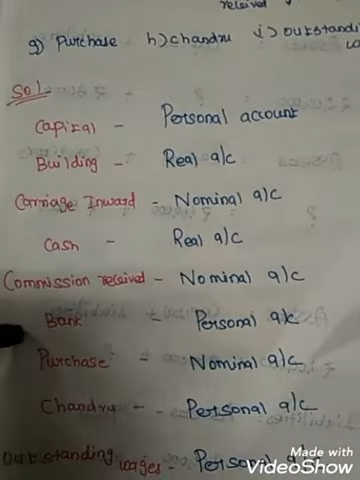 received
g) Purchase h) chandru i) outstandi
Sol
Capital - Personal account
Building - Real a/c
Carriage Inward - Nominal a/c
Cash - Real a/c
Commission received - Nominal a/c
Bank - Personal a/c
Purchase - Nominal a/c
Chandru - Personal a/c
Outstanding wages - Personal a/c
Made with
VideoShow